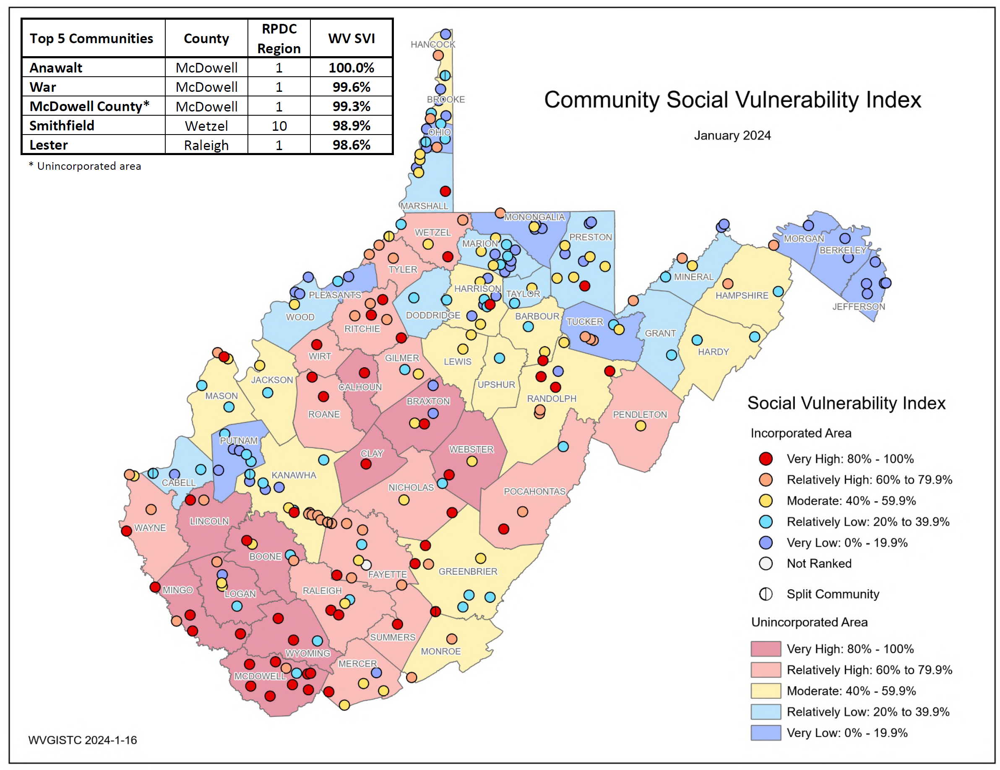 Top 5 Communities County RPDC Region WV SVI
Anawalt McDowell 1 100.0%
War McDowell 1 99.6%
McDowell County* McDowell 1 99.3%
Smithfield Wetzel 10 98.9%
Lester Raleigh 1 98.6%
* Unincorporated area
Community Social Vulnerability Index
January 2024
HANCOCK
BROOKE
OHIO
MARSHALL
MONONGALIA
WETZEL
PRESTON
MARION
MORGAN
BERKELEY
TYLER
MINERAL
HARRISON
TAYLOR
PLEASANTS
HAMPSHIRE
JEFFERSON
WOOD
DODDRIDGE
BARBOUR
TUCKER
RITCHIE
GRANT
HARDY
WIRT
GILMER
LEWIS
JACKSON
CALHOUN
UPSHUR
MASON
BRAXTON
RANDOLPH
ROANE
PENDLETON
PUTNAM
CLAY
WEBSTER
KANAWHA
CABELL
NICHOLAS
POCAHONTAS
LINCOLN
WAYNE
BOONE
FAYETTE
GREENBRIER
MINGO
LOGAN
RALEIGH
SUMMERS
MONROE
WYOMING
MERCER
MCDOWELL
Social Vulnerability Index
Incorporated Area
Very High: 80% - 100%
Relatively High: 60% to 79.9%
Moderate: 40% - 59.9%
Relatively Low: 20% to 39.9%
Very Low: 0% - 19.9%
Not Ranked
Split Community
Unincorporated Area
Very High: 80% - 100%
Relatively High: 60% to 79.9%
Moderate: 40% - 59.9%
Relatively Low: 20% to 39.9%
Very Low: 0% - 19.9%
WVGISTC 2024-1-16